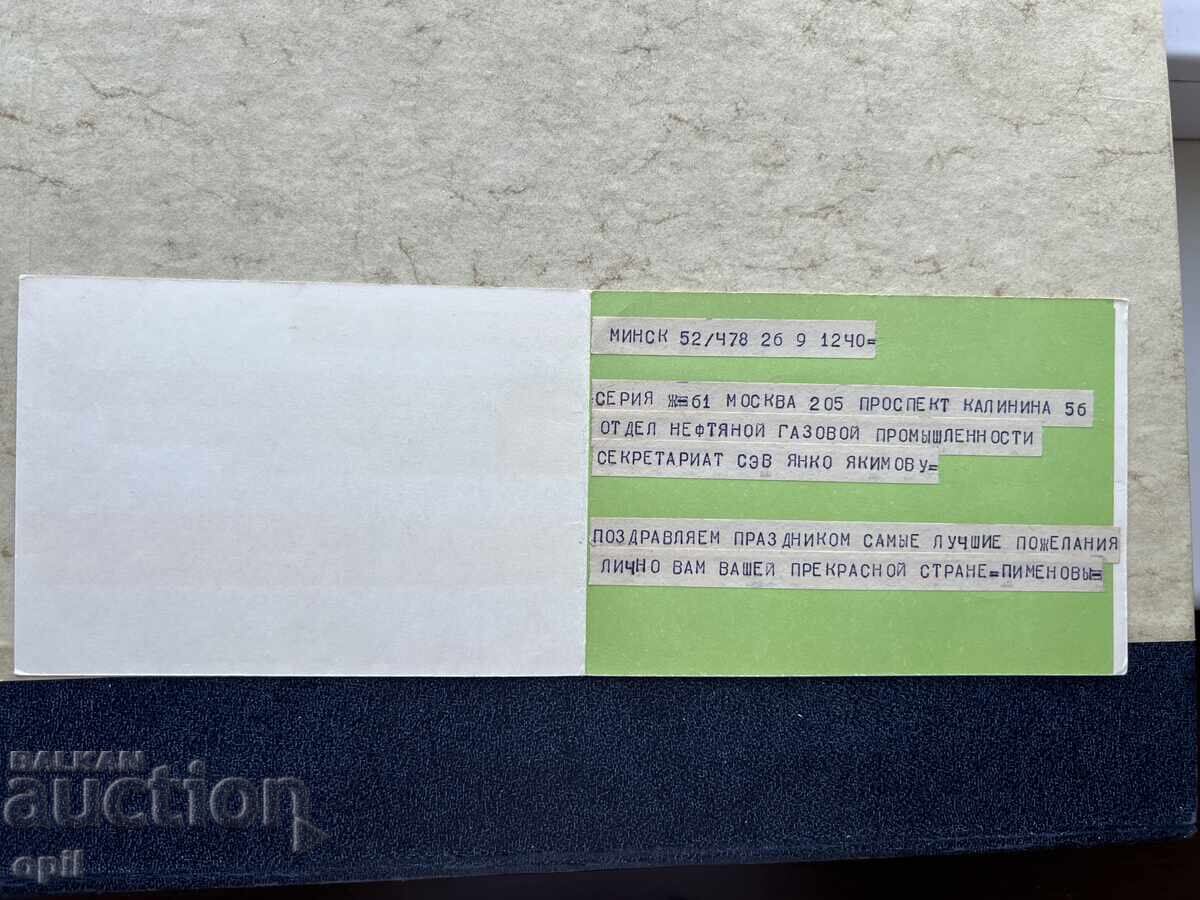 МИНСК 52/478 26 9 1240=
СЕРИЯ Ж=61 МОСКВА 205 ПРОСПЕКТ КАЛИНИНА 56
ОТДЕЛ НЕФТЯНОЙ ГАЗОВОЙ ПРОМЫШЛЕННОСТИ
СЕКРЕТАРИАТ СЭВ ЯНКО ЯКИМОВУ=
ПОЗДРАВЛЯЕМ ПРАЗДНИКОМ САМЫЕ ЛУЧШИЕ ПОЖЕЛАНИЯ
ЛИЧНО ВАМ ВАШЕЙ ПРЕКРАСНОЙ СТРАНЕ=ПИМЕНОВЫ=
BALKAN
auction
opil